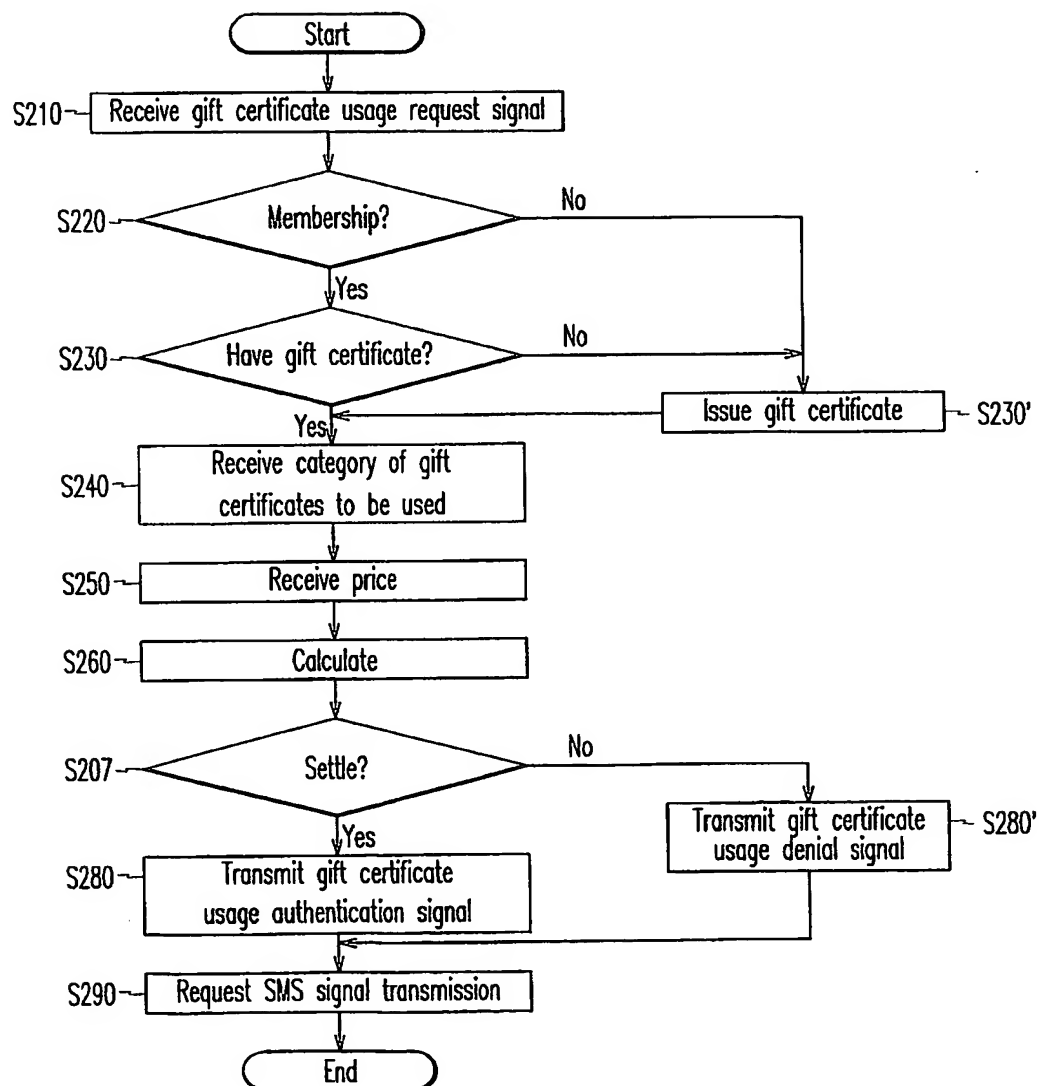 Start
S210
Receive gift certificate usage request signal
S220
Membership?
No
Yes
S230
Have gift certificate?
No
Issue gift certificate
S230'
Yes
S240
Receive category of gift
certificates to be used
S250
Receive price
S260
Calculate
S207
Settle?
No
Yes
Transmit gift certificate
usage denial signal
S280'
S280
Transmit gift certificate
usage authentication signal
S290
Request SMS signal transmission
End